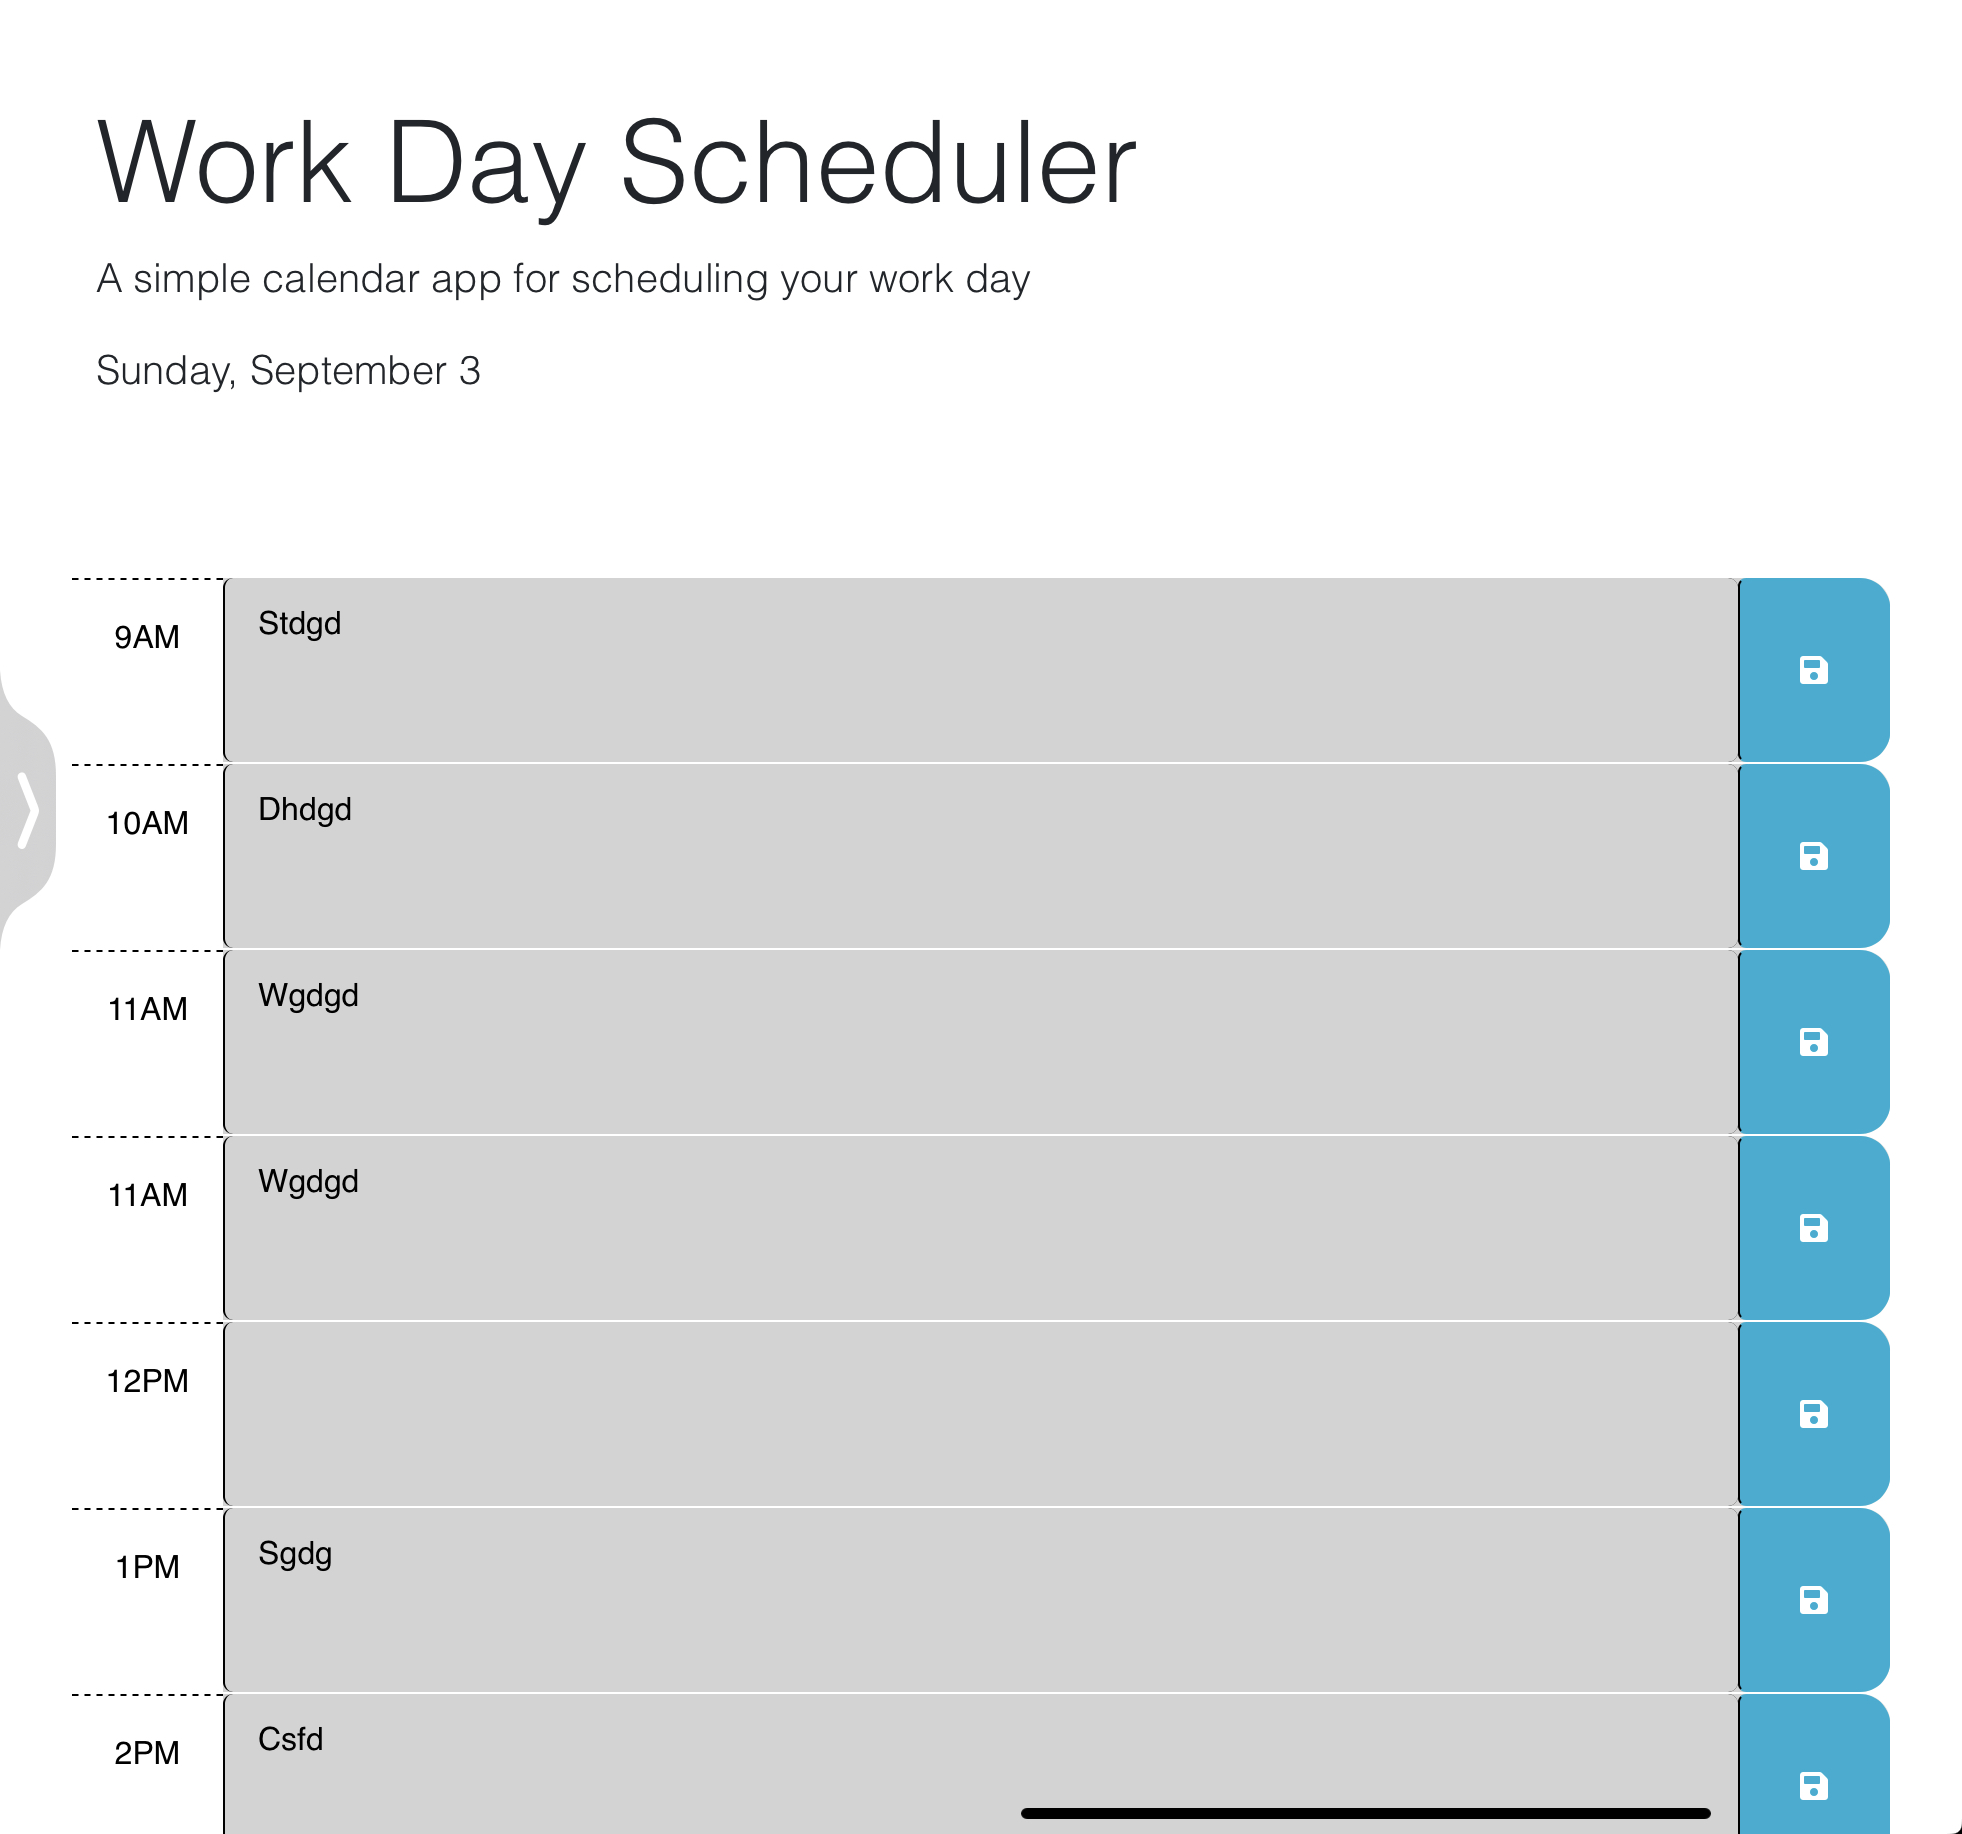 Work Day Scheduler
A simple calendar app for scheduling your work day
Sunday, September 3
9AM
Stdgd
10AM
Dhdgd
11AM
Wgdgd
11AM
Wgdgd
12PM
1PM
Sgdg
2PM
Csfd